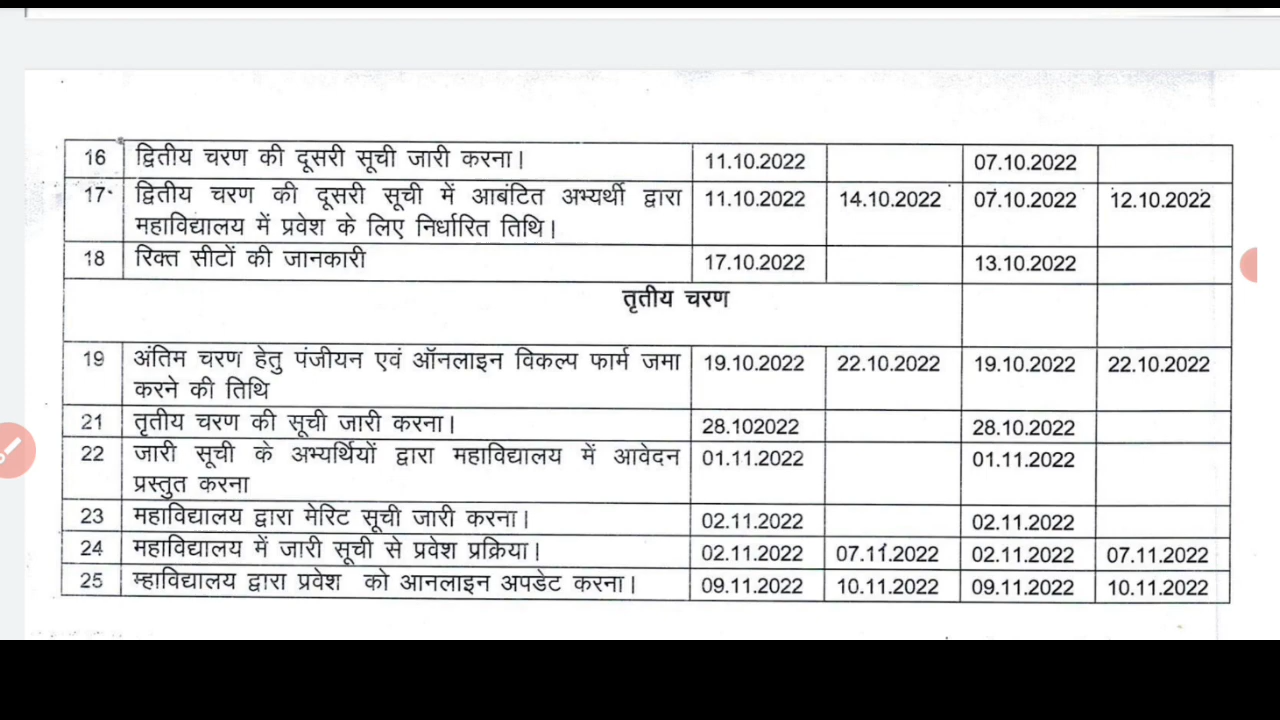 16 द्वितीय चरण की दूसरी सूची जारी करना। 11.10.2022 07.10.2022
17 द्वितीय चरण की दूसरी सूची में आबंटित अभ्यर्थी द्वारा 11.10.2022 14.10.2022 07.10.2022 12.10.2022
महाविद्यालय में प्रवेश के लिए निर्धारित तिथि।
18 रिक्त सीटों की जानकारी 17.10.2022 13.10.2022
तृतीय चरण
19 अंतिम चरण हेतु पंजीयन एवं ऑनलाइन विकल्प फार्म जमा 19.10.2022 22.10.2022 19.10.2022 22.10.2022
करने की तिथि
21 तृतीय चरण की सूची जारी करना। 28.102022 28.10.2022
22 जारी सूची के अभ्यर्थियों द्वारा महाविद्यालय में आवेदन 01.11.2022 01.11.2022
प्रस्तुत करना
23 महाविद्यालय द्वारा मेरिट सूची जारी करना। 02.11.2022 02.11.2022
24 महाविद्यालय में जारी सूची से प्रवेश प्रक्रिया। 02.11.2022 07.11.2022 02.11.2022 07.11.2022
25 म्हाविद्यालय द्वारा प्रवेश को आनलाइन अपडेट करना। 09.11.2022 10.11.2022 09.11.2022 10.11.2022